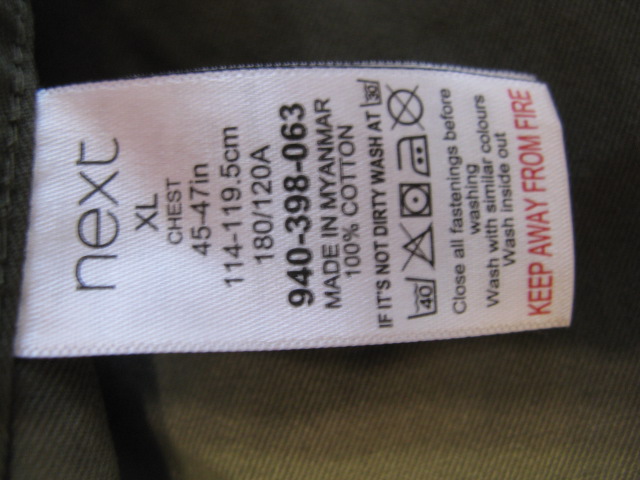 next
XL
CHEST
45-47in
114-119.5cm
180/120A
940-398-063
MADE IN MYANMAR
100% COTTON
IF IT'S NOT DIRTY WASH AT 30
40
Close all fastenings before
washing
Wash with similar colours
Wash inside out
KEEP AWAY FROM FIRE